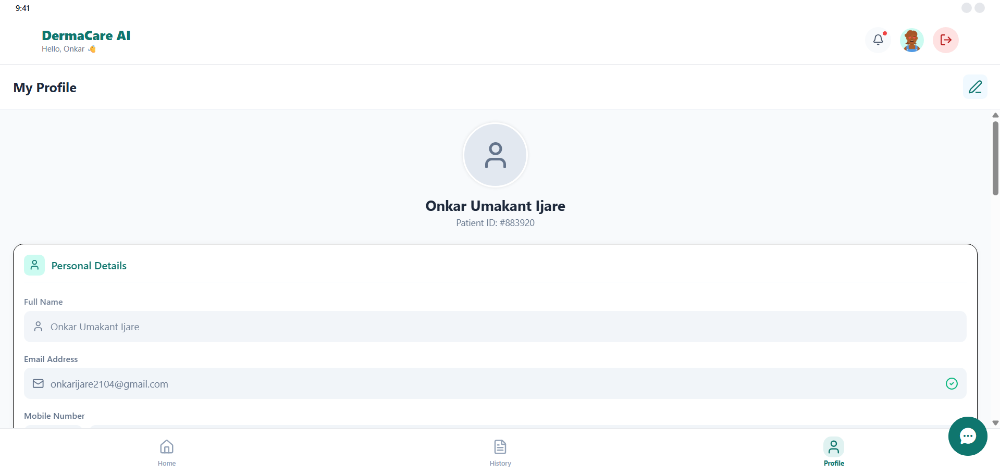 9:41
DermaCare AI
Hello, Onkar 👋
My Profile
Onkar Umakant Ijare
Patient ID: #883920
Personal Details
Full Name
Onkar Umakant Ijare
Email Address
onkarijare2104@gmail.com
Mobile Number
Home
History
Profile